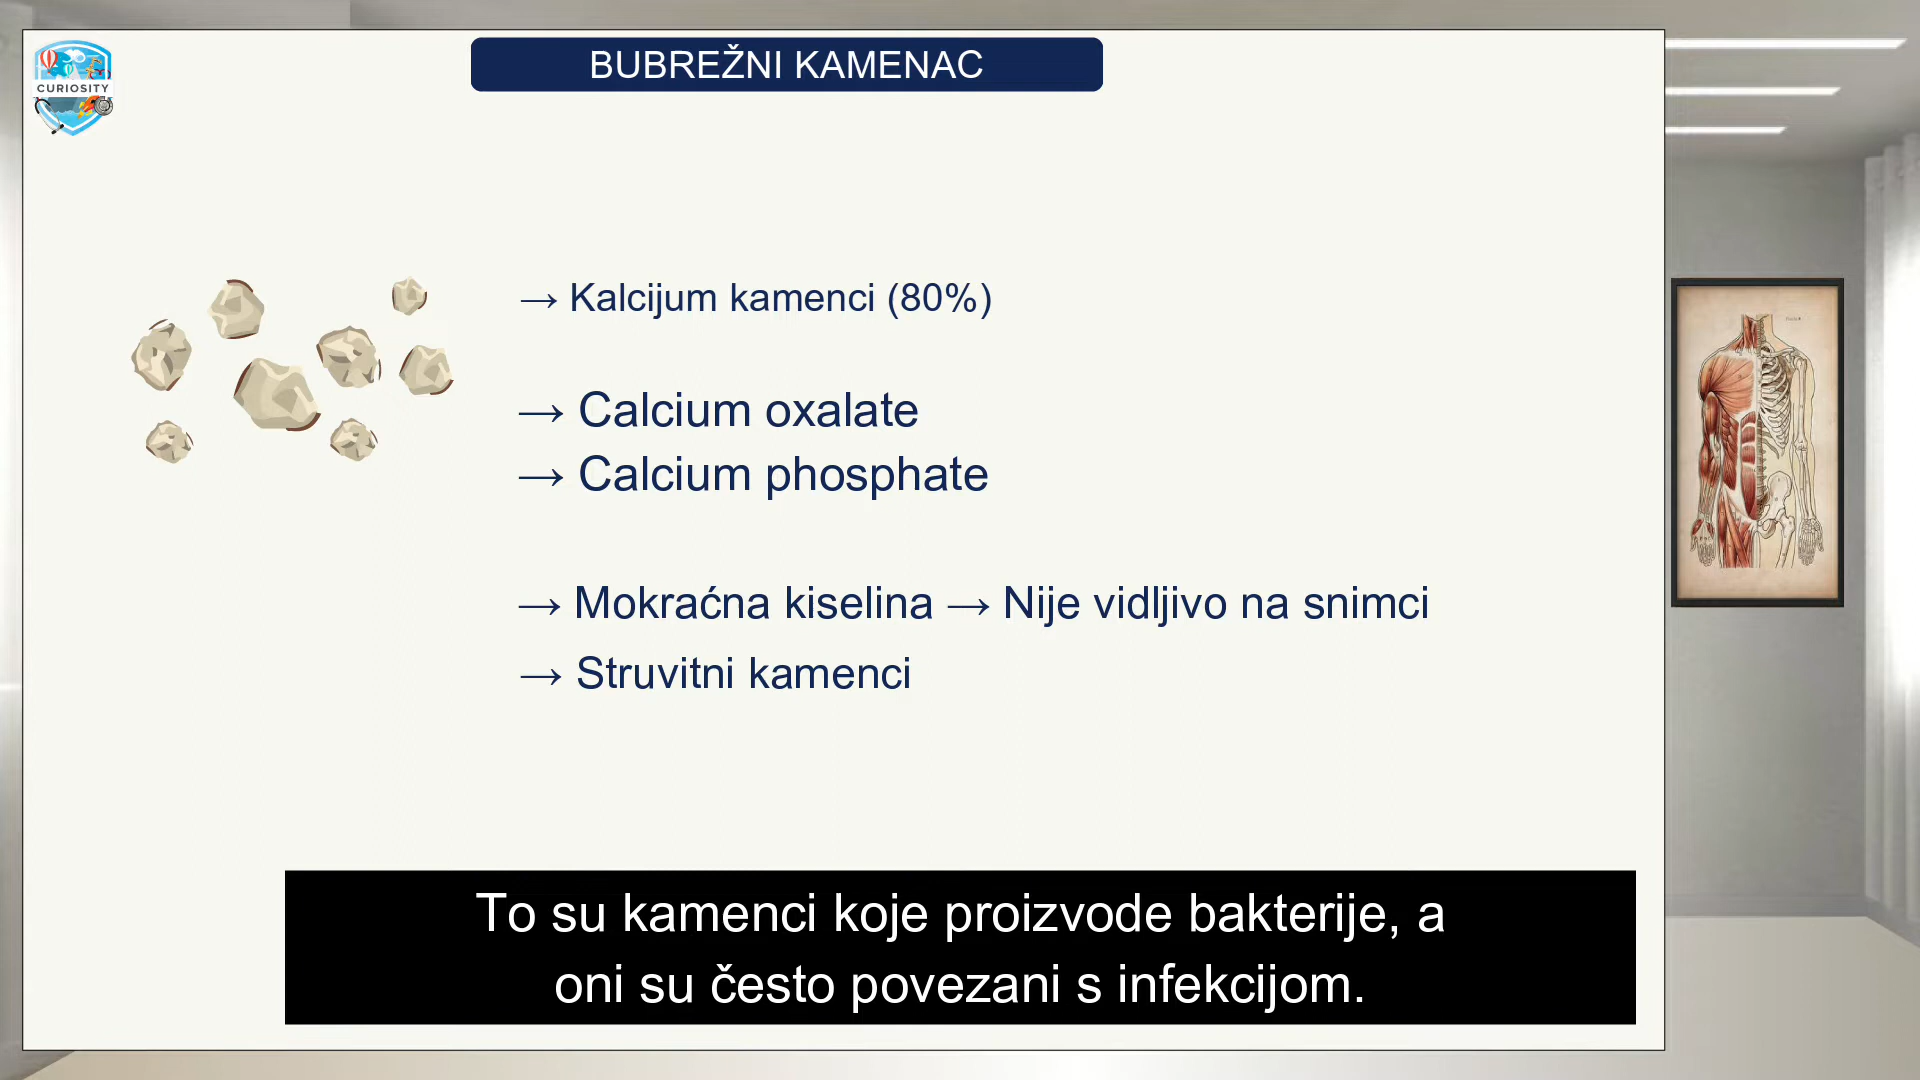 CURIOSITY
BUBREŽNI KAMENAC
→ Kalcijum kamenci (80%)
→ Calcium oxalate
→ Calcium phosphate
→ Mokraćna kiselina → Nije vidljivo na snimci
→ Struvitni kamenci
To su kamenci koje proizvode bakterije, a
oni su često povezani s infekcijom.